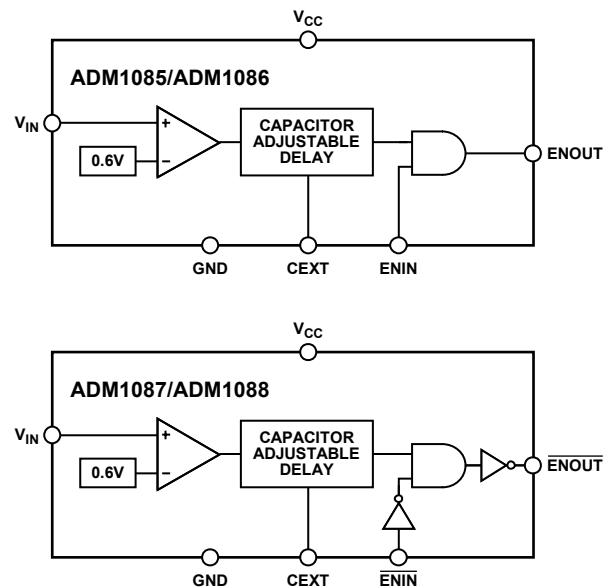 VCC
ADM1085/ADM1086
VIN
+
0.6V
–
CAPACITOR
ADJUSTABLE
DELAY
ENOUT
GND
CEXT
ENIN
VCC
ADM1087/ADM1088
VIN
+
0.6V
–
CAPACITOR
ADJUSTABLE
DELAY
ENOUT
GND
CEXT
ENIN